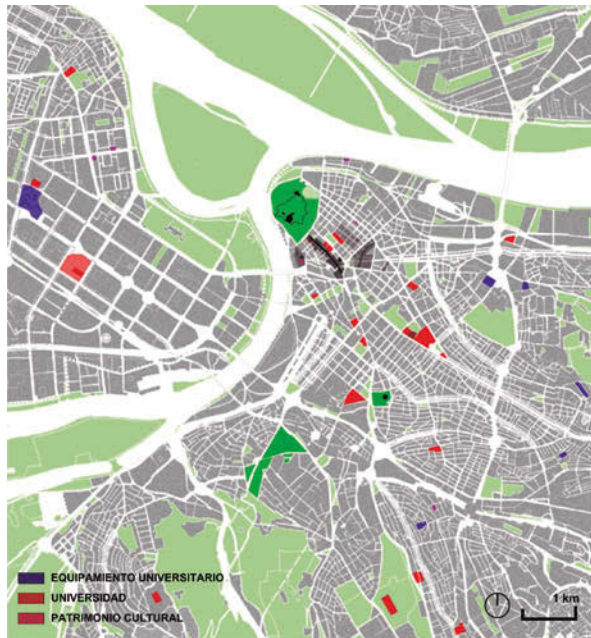 EQUIPAMIENTO UNIVERSITARIO
UNIVERSIDAD
PATRIMONIO CULTURAL
1 km